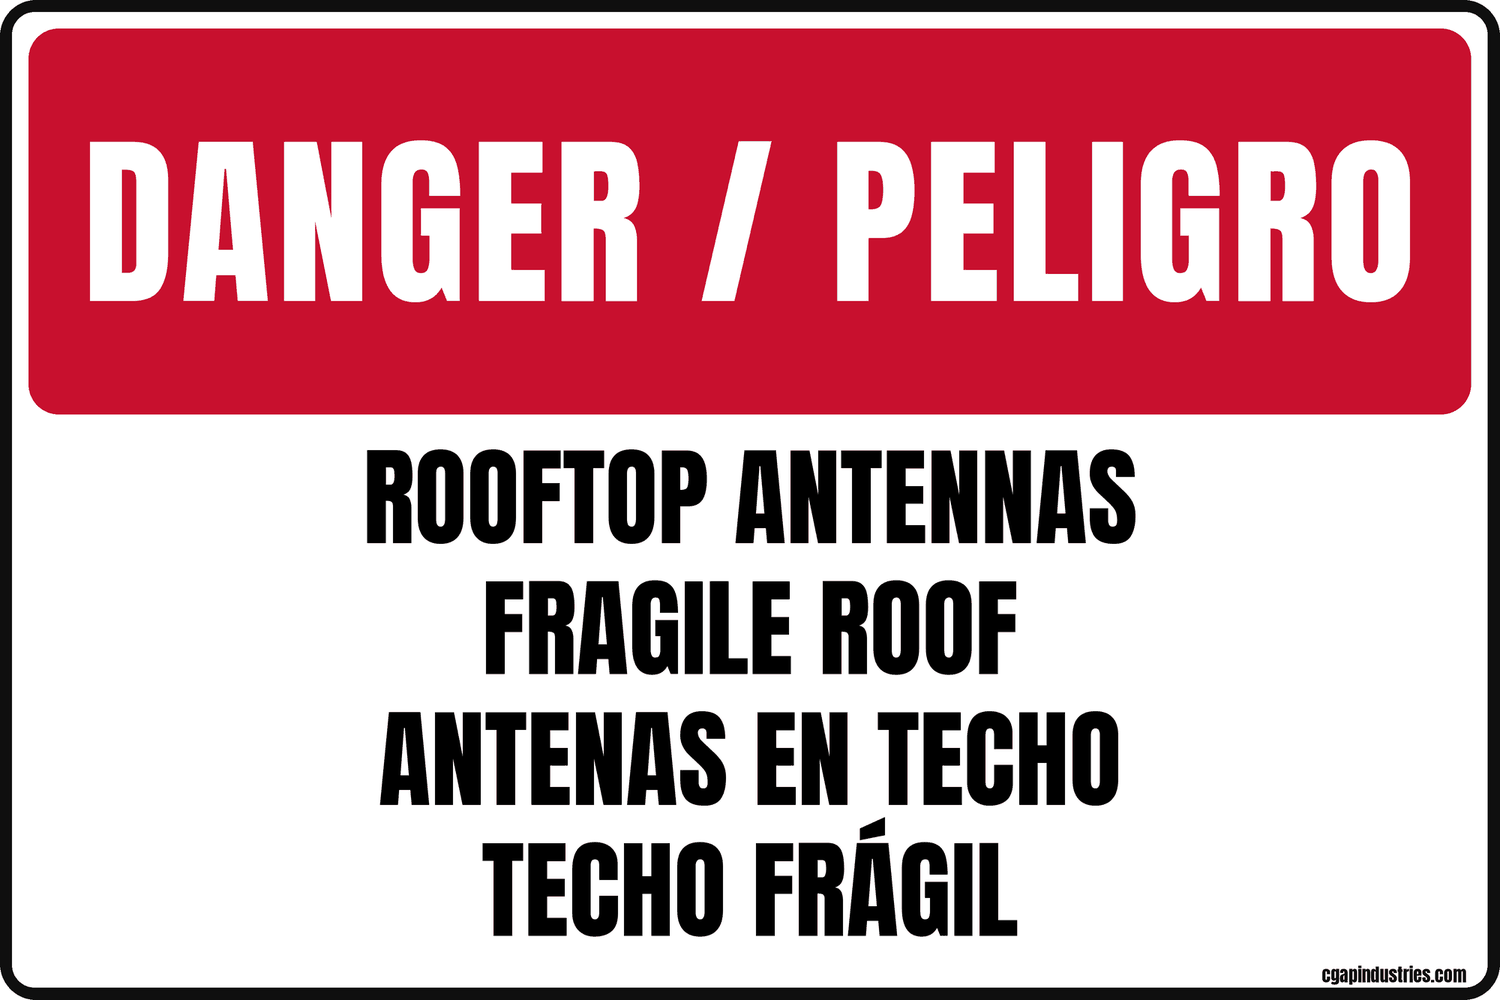 DANGER / PELIGRO
ROOFTOP ANTENNAS
FRAGILE ROOF
ANTENAS EN TECHO
TECHO FRÁGIL
cgapindustries.com